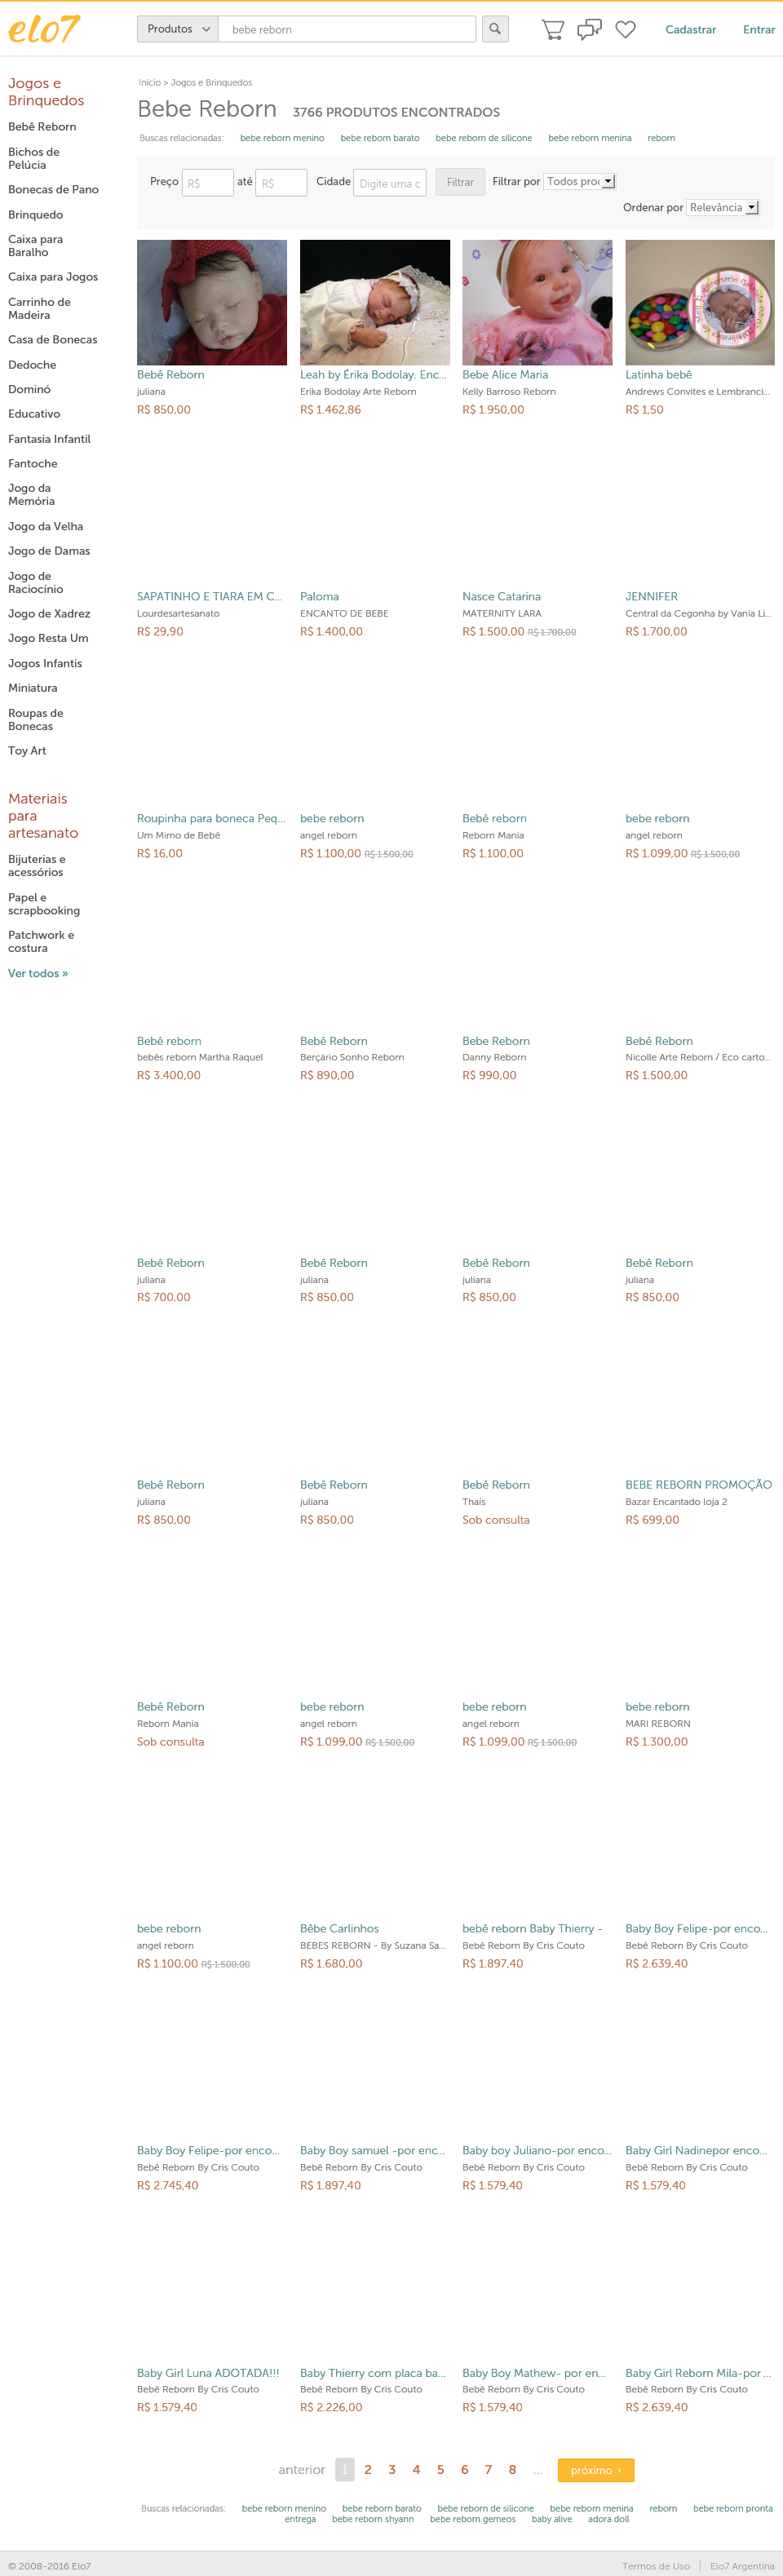 elo7
Produtos
bebe reborn
Cadastrar
Entrar
Jogos e
Brinquedos
Bebê Reborn
Bichos de
Pelúcia
Bonecas de Pano
Brinquedo
Caixa para
Baralho
Caixa para Jogos
Carrinho de
Madeira
Casa de Bonecas
Dedoche
Dominó
Educativo
Fantasia Infantil
Fantoche
Jogo da
Memória
Jogo da Velha
Jogo de Damas
Jogo de
Raciocínio
Jogo de Xadrez
Jogo Resta Um
Jogos Infantis
Miniatura
Roupas de
Bonecas
Toy Art
Materiais
para
artesanato
Bijuterias e
acessórios
Papel e
scrapbooking
Patchwork e
costura
Ver todos »
Início > Jogos e Brinquedos
Bebe Reborn 3766 PRODUTOS ENCONTRADOS
Buscas relacionadas: bebe reborn menino bebe reborn barato bebe reborn de silicone bebe reborn menina reborn
Preço R$ até R$ Cidade Digite uma c Filtrar Filtrar por Todos proc
Ordenar por Relevância
Bebê Reborn
juliana
R$ 850,00
Leah by Érika Bodolay. Enc...
Erika Bodolay Arte Reborn
R$ 1.462,86
Bebe Alice Maria
Kelly Barroso Reborn
R$ 1.950,00
Latinha bebê
Andrews Convites e Lembranci...
R$ 1,50
SAPATINHO E TIARA EM C...
Lourdesartesanato
R$ 29,90
Paloma
ENCANTO DE BEBE
R$ 1.400,00
Nasce Catarina
MATERNITY LARA
R$ 1.500,00 R$ 1.700,00
JENNIFER
Central da Cegonha by Vania Li...
R$ 1.700,00
Roupinha para boneca Peq...
Um Mimo de Bebê
R$ 16,00
bebe reborn
angel reborn
R$ 1.100,00 R$ 1.500,00
Bebê reborn
Reborn Mania
R$ 1.100,00
bebe reborn
angel reborn
R$ 1.099,00 R$ 1.500,00
Bebê reborn
bebês reborn Martha Raquel
R$ 3.400,00
Bebê Reborn
Berçário Sonho Reborn
R$ 890,00
Bebe Reborn
Danny Reborn
R$ 990,00
Bebê Reborn
Nicolle Arte Reborn / Eco carto...
R$ 1.500,00
Bebê Reborn
juliana
R$ 700,00
Bebê Reborn
juliana
R$ 850,00
Bebê Reborn
juliana
R$ 850,00
Bebê Reborn
juliana
R$ 850,00
Bebê Reborn
juliana
R$ 850,00
Bebê Reborn
juliana
R$ 850,00
Bebê Reborn
Thaís
Sob consulta
BEBE REBORN PROMOÇÃO
Bazar Encantado loja 2
R$ 699,00
Bebê Reborn
Reborn Mania
Sob consulta
bebe reborn
angel reborn
R$ 1.099,00 R$ 1.500,00
bebe reborn
angel reborn
R$ 1.099,00 R$ 1.500,00
bebe reborn
MARI REBORN
R$ 1.300,00
bebe reborn
angel reborn
R$ 1.100,00 R$ 1.500,00
Bêbe Carlinhos
BEBES REBORN - By Suzana Sa...
R$ 1.680,00
bebê reborn Baby Thierry -
Bebê Reborn By Cris Couto
R$ 1.897,40
Baby Boy Felipe-por enco...
Bebê Reborn By Cris Couto
R$ 2.639,40
Baby Boy Felipe-por enco...
Bebê Reborn By Cris Couto
R$ 2.745,40
Baby Boy samuel -por enc...
Bebê Reborn By Cris Couto
R$ 1.897,40
Baby boy Juliano-por enco...
Bebê Reborn By Cris Couto
R$ 1.579,40
Baby Girl Nadinepor enco...
Bebê Reborn By Cris Couto
R$ 1.579,40
Baby Girl Luna ADOTADA!!!
Bebê Reborn By Cris Couto
R$ 1.579,40
Baby Thierry com placa ba...
Bebê Reborn By Cris Couto
R$ 2.226,00
Baby Boy Mathew- por en...
Bebê Reborn By Cris Couto
R$ 1.579,40
Baby Girl Reborn Mila-por ...
Bebê Reborn By Cris Couto
R$ 2.639,40
anterior 1 2 3 4 5 6 7 8 ... próximo ›
Buscas relacionadas: bebe reborn menino bebe reborn barato bebe reborn de silicone bebe reborn menina reborn bebe reborn pronta
entrega bebe reborn shyann bebe reborn gemeos baby alive adora doll
© 2008-2016 Elo7
Termos de Uso | Elo7 Argentina